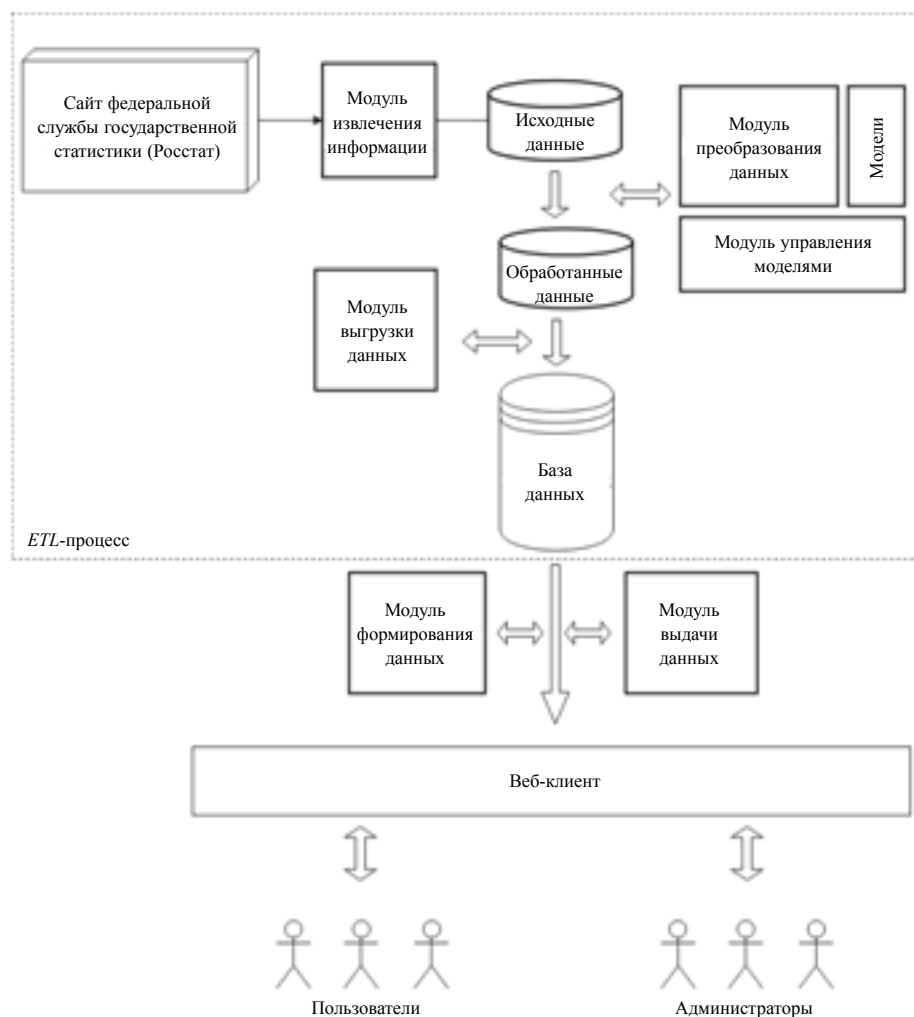 Сайт федеральной
службы государственной
статистики (Росстат)
Модуль
извлечения
информации
Исходные
данные
Модуль
преобразования
данных
Модели
Модуль управления
моделями
Обработанные
данные
Модуль
выгрузки
данных
База
данных
ETL-процесс
Модуль
формирования
данных
Модуль
выдачи
данных
Веб-клиент
Пользователи
Администраторы